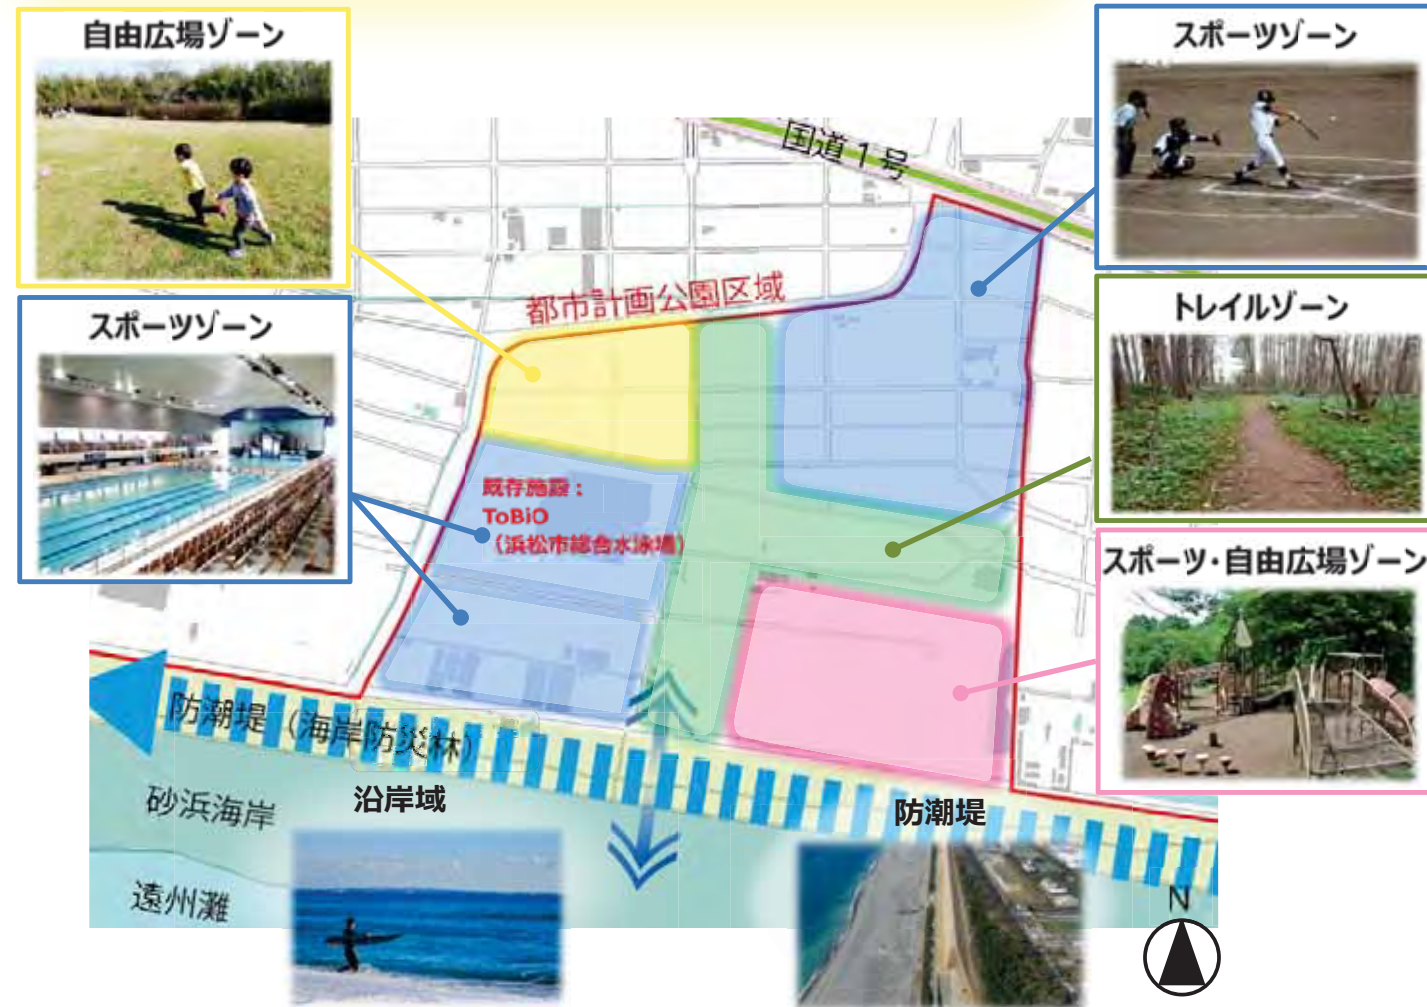 自由広場ゾーン
スポーツゾーン
国道1号
都市計画公園区域
スポーツゾーン
トレイルゾーン
既存施設：
ToBiO
（浜松市総合水泳場）
スポーツ・自由広場ゾーン
防潮堤（海岸防災林）
砂浜海岸
沿岸域
防潮堤
遠州灘
N